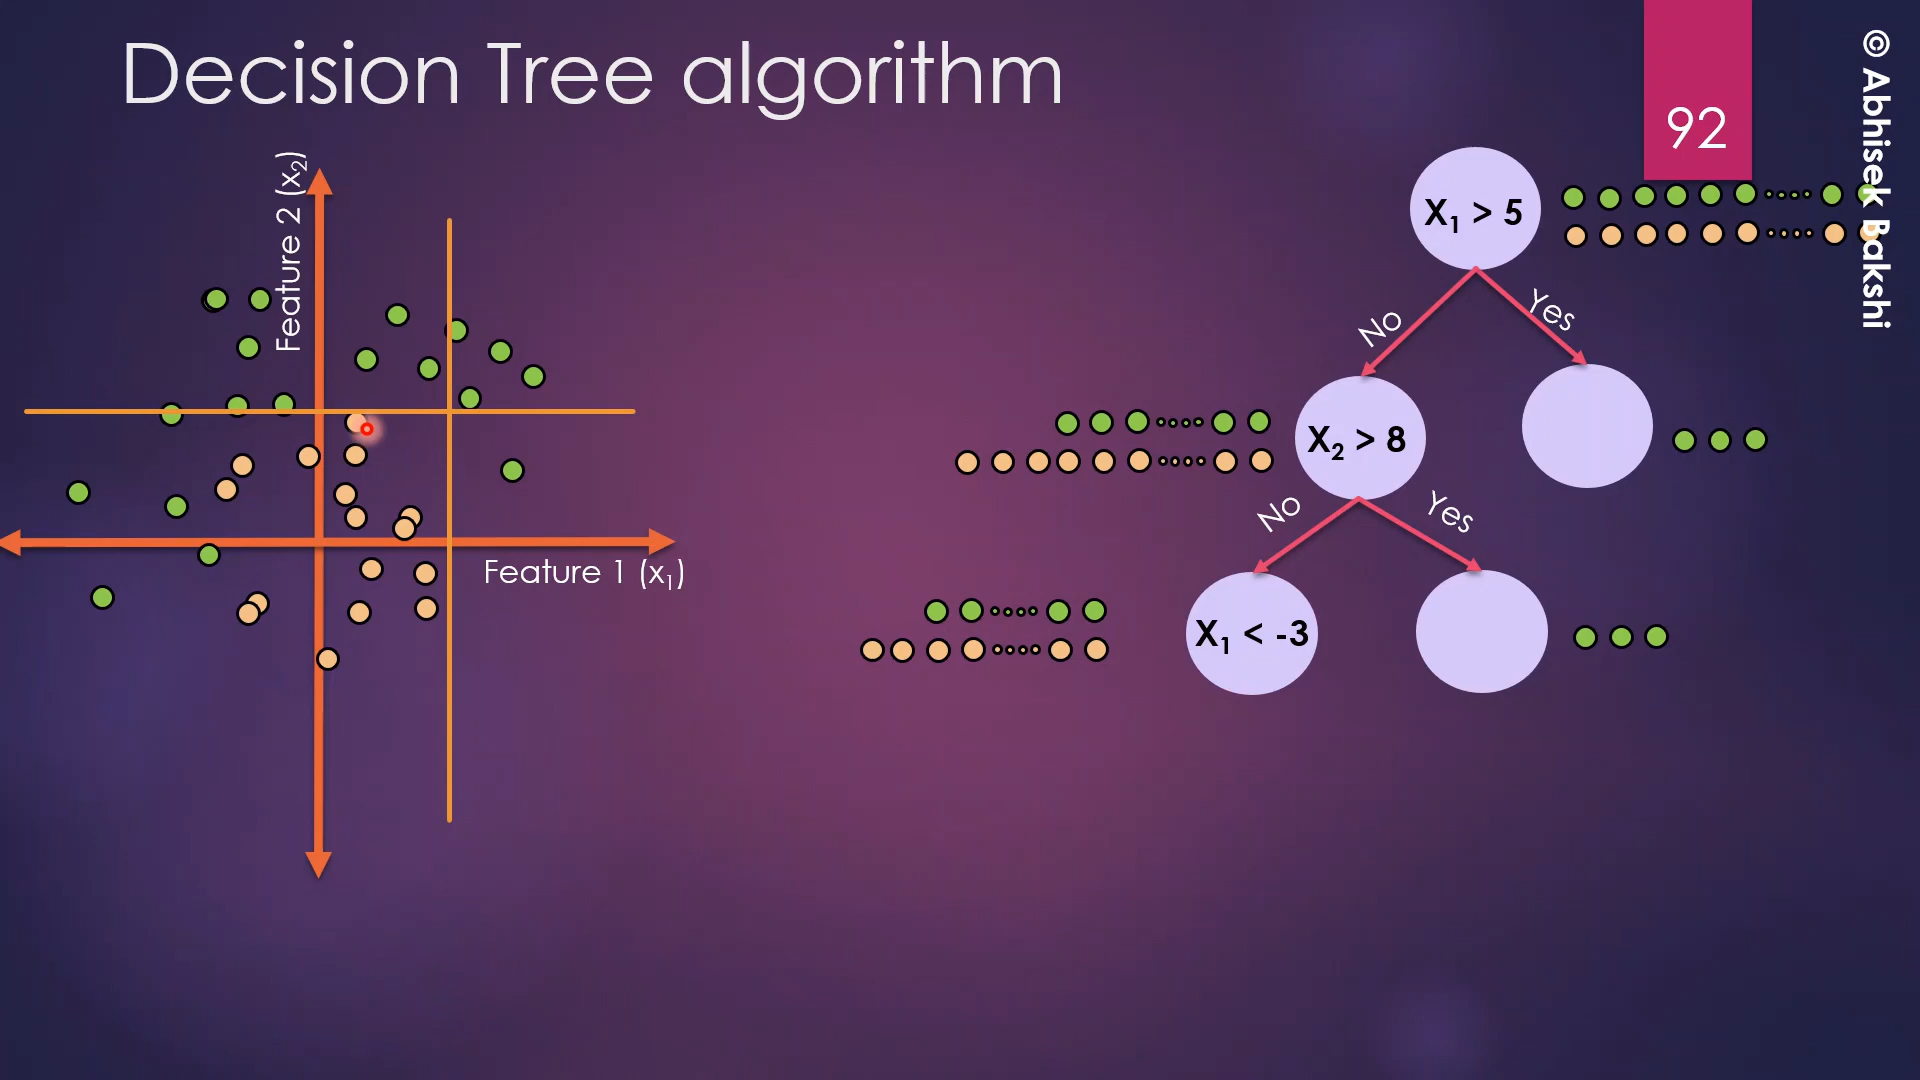 Decision Tree algorithm
92
© Abhisek Bakshi
Feature 2 (x₂)
Feature 1 (x₁)
X₁ > 5
No
Yes
X₂ > 8
No
Yes
X₁ < -3